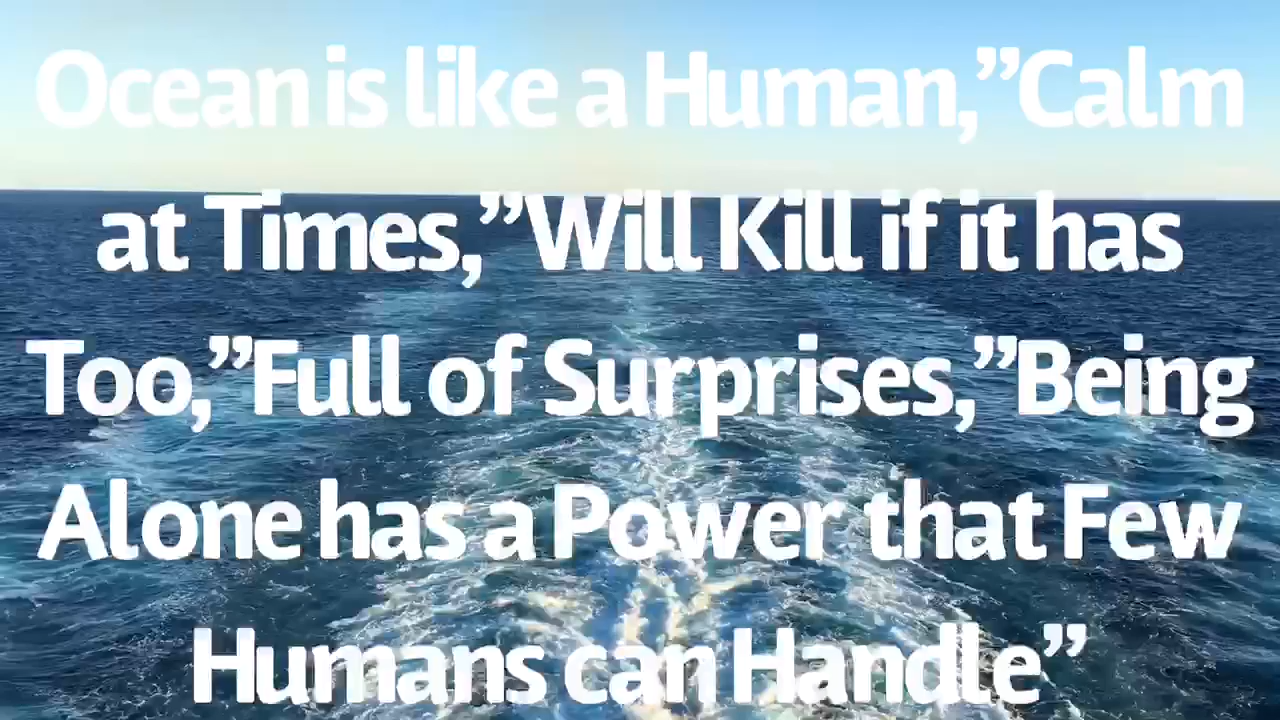 Ocean is like a Human,”Calm
at Times,”Will Kill if it has
Too,”Full of Surprises,”Being
Alone has a Power that Few
Humans can Handle”